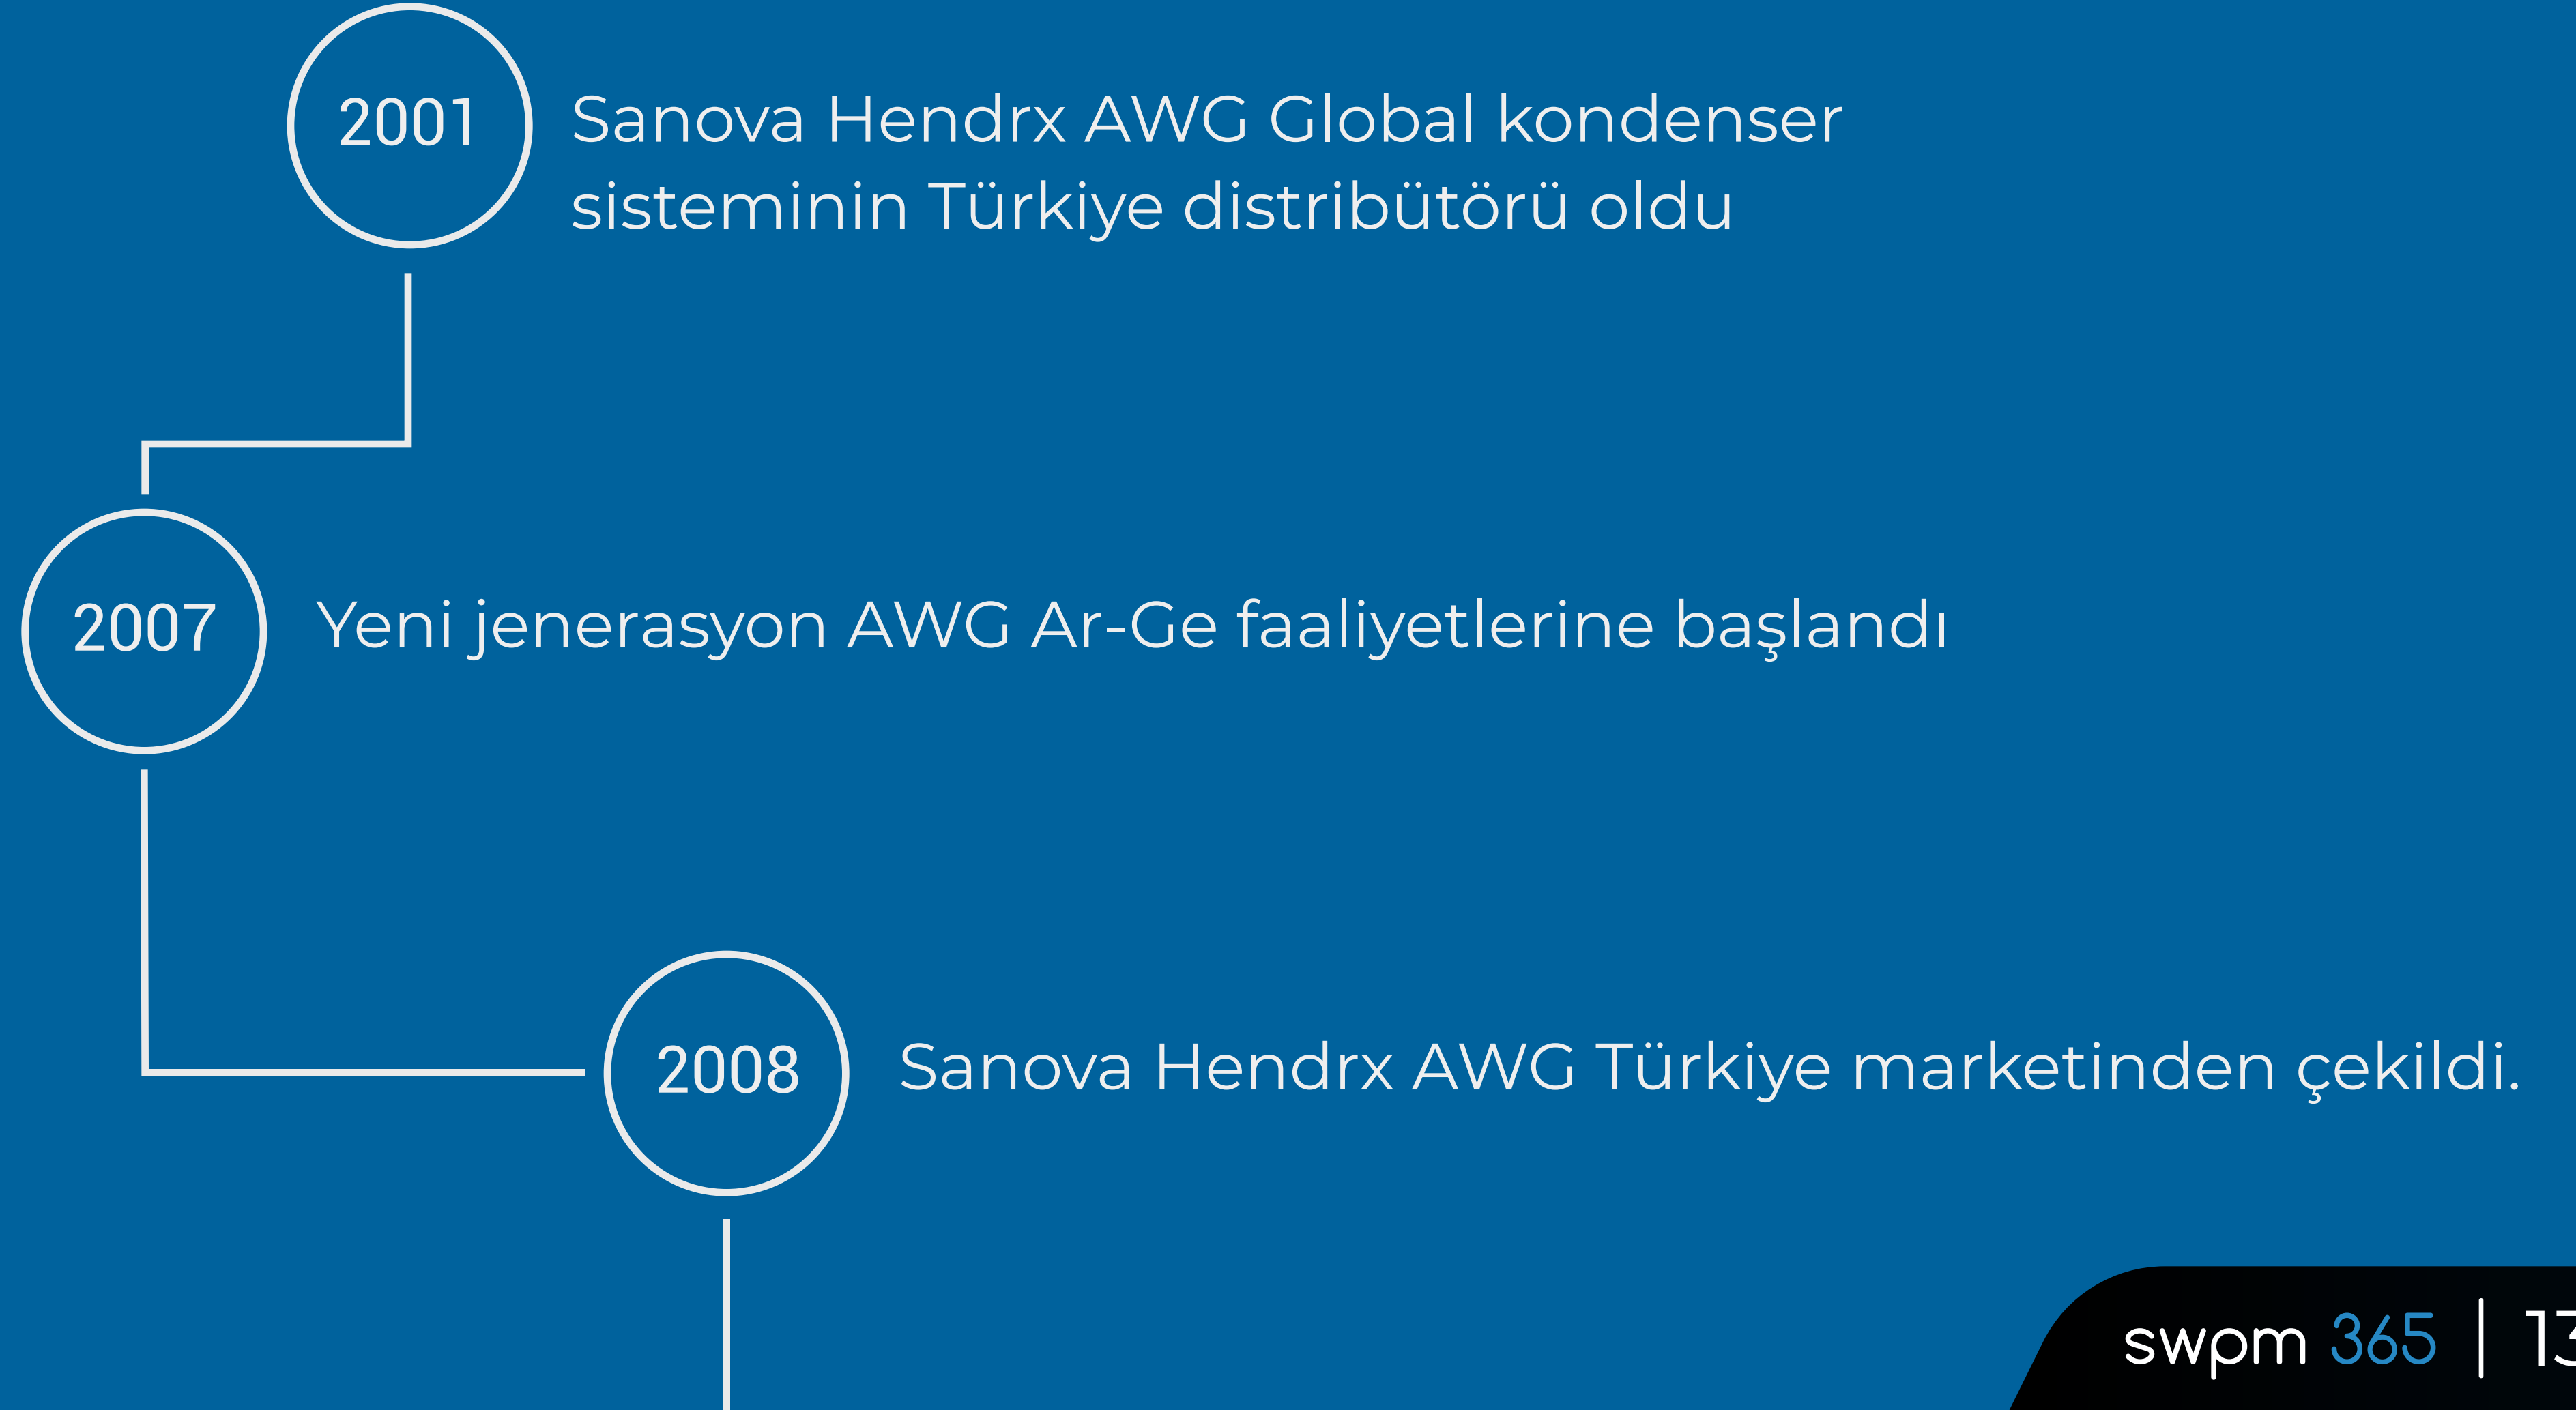 2001
Sanova Hendrx AWG Global kondenser
sisteminin Türkiye distribütörü oldu
2007
Yeni jenerasyon AWG Ar-Ge faaliyetlerine başlandı
2008
Sanova Hendrx AWG Türkiye marketinden çekildi.
swpm 365 | 13